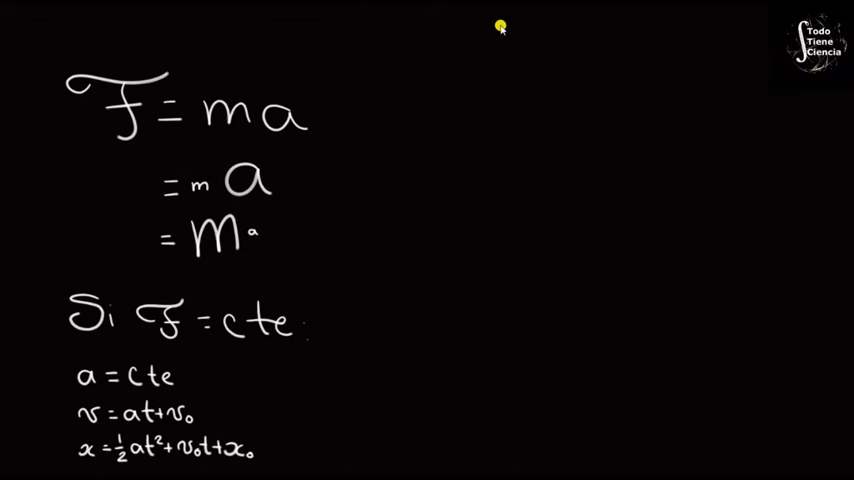 Todo
Tiene
Ciencia
F = ma
= m a
= m a
Si F = cte:
a = cte
v = at + v₀
x = ½at² + v₀t + x₀